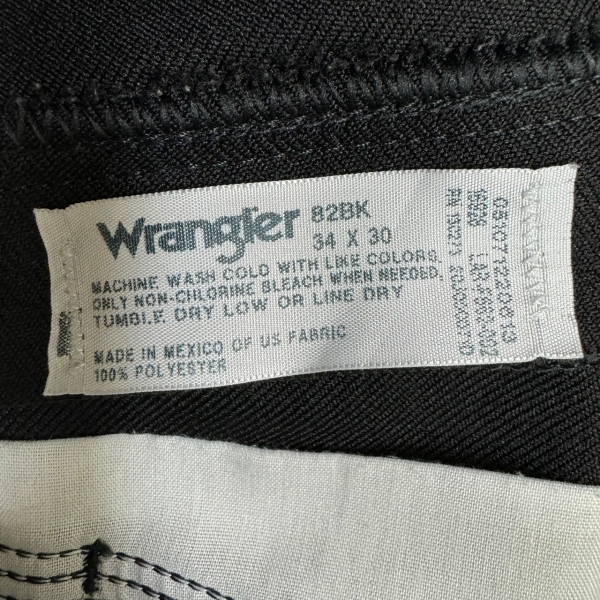 Wrangler 82BK
34 X 30
MACHINE WASH COLD WITH LIKE COLORS.
ONLY NON-CHLORINE BLEACH WHEN NEEDED.
TUMBLE DRY LOW OR LINE DRY
MADE IN MEXICO OF US FABRIC
100% POLYESTER